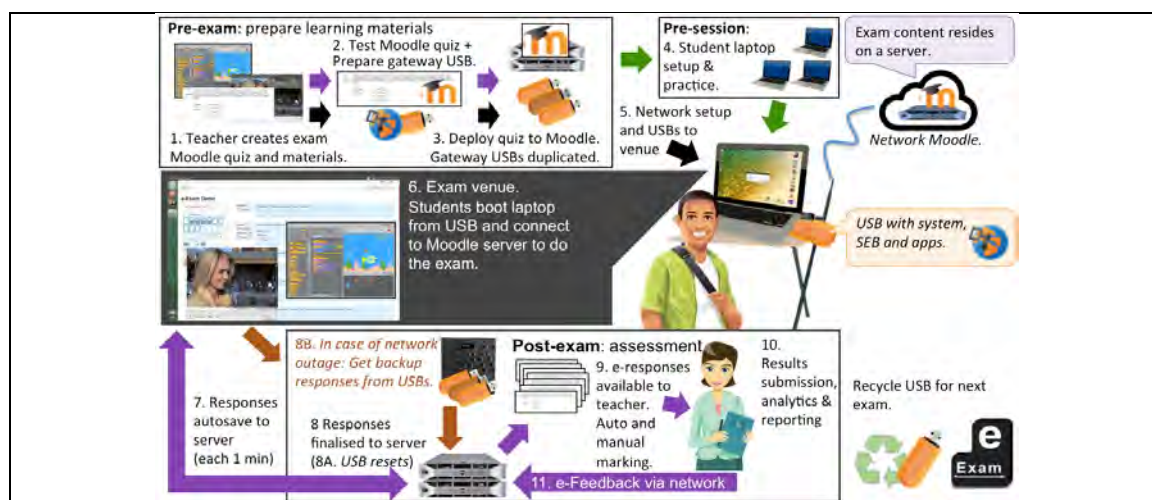 Pre-exam: prepare learning materials
2. Test Moodle quiz +
Prepare gateway USB.
1. Teacher creates exam
Moodle quiz and materials.
3. Deploy quiz to Moodle.
Gateway USBs duplicated.
Pre-session:
4. Student laptop
setup &
practice.
Exam content resides
on a server.
Network Moodle.
5. Network setup
and USBs to
venue
6. Exam venue.
Students boot laptop
from USB and connect
to Moodle server to do
the exam.
USB with system,
SEB and apps.
7. Responses
autosave to
server
(each 1 min)
8B. In case of network
outage: Get backup
responses from USBs.
8 Responses
finalised to server
(8A. USB resets)
Post-exam: assessment
9. e-responses
available to
teacher.
Auto and
manual
marking.
10.
Results
submission,
analytics &
reporting
11. e-Feedback via network
Recycle USB for next
exam.
e
Exam